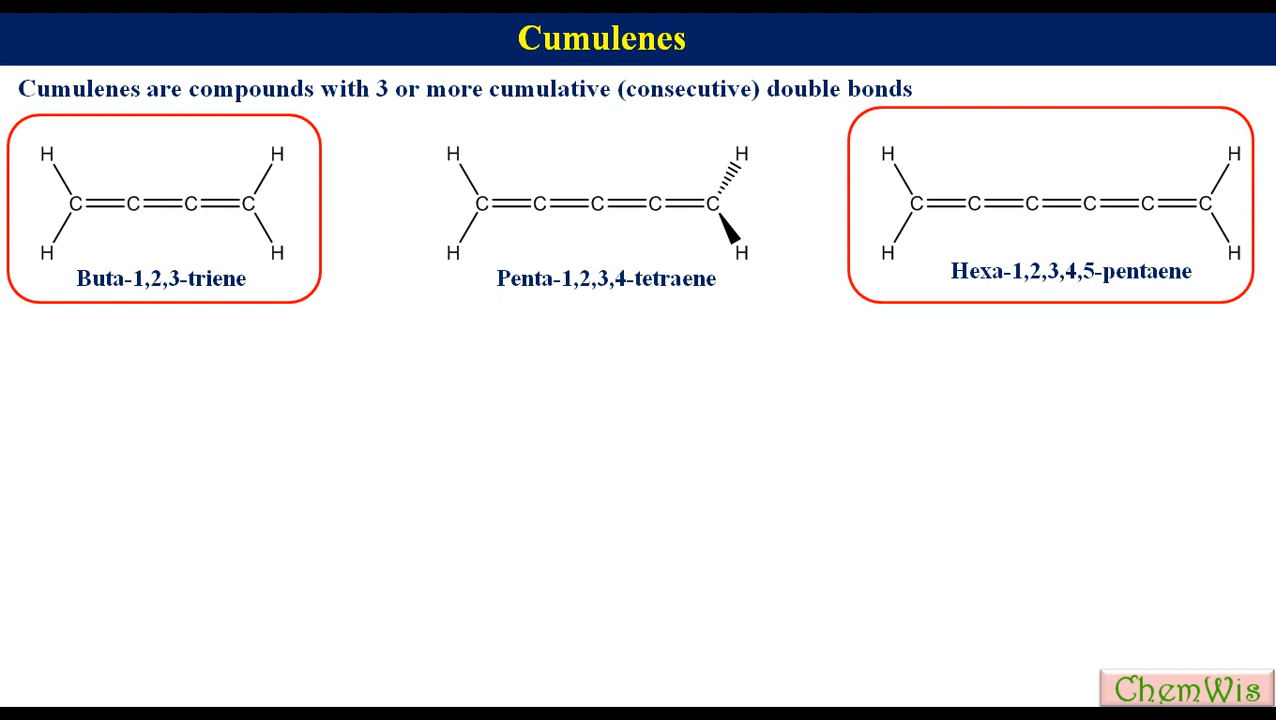 Cumulenes
Cumulenes are compounds with 3 or more cumulative (consecutive) double bonds
H H H H H H
C C C C C C C C C C C C C C C
H H H H H H
Buta-1,2,3-triene Penta-1,2,3,4-tetraene Hexa-1,2,3,4,5-pentaene
ChemWis